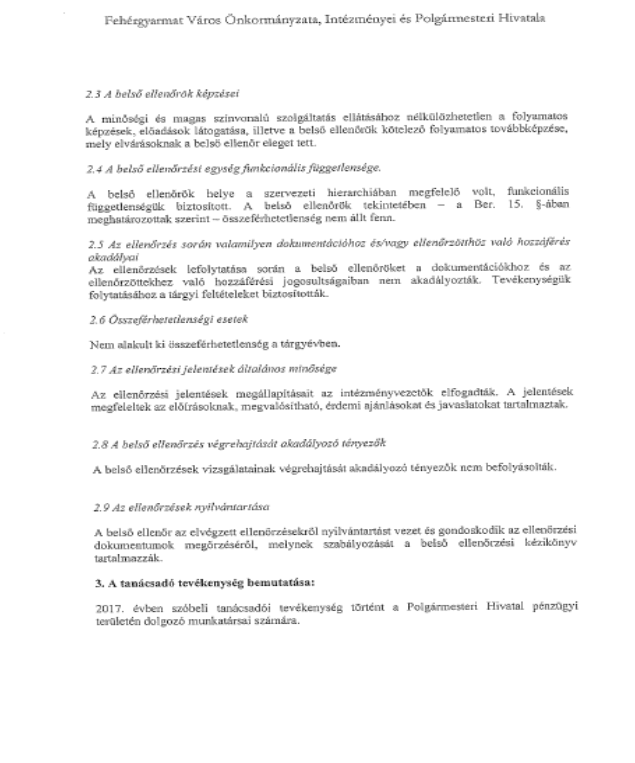 Fehérgyarmat Város Önkormányzata, Intézményei és Polgármesteri Hivatala
2.3 A belső ellenőrök képzései
A minőségi és magas színvonalú szolgáltatás ellátásához nélkülözhetetlen a folyamatos
képzések, előadások látogatása, illetve a belső ellenőrök kötelező folyamatos továbbképzése,
mely elvárásoknak a belső ellenőr eleget tett.
2.4 A belső ellenőrzési egység funkcionális függetlensége.
A belső ellenőrök helye a szervezeti hierarchiában megfelelő volt, funkcionális
függetlenségük biztosított. A belső ellenőrök tekintetében – a Ber. 15. §-ában
meghatározottak szerint – összeférhetetlenség nem állt fenn.
2.5 Az ellenőrzés során valamilyen dokumentációhoz és/vagy ellenőrzötthöz való hozzáférés
akadályai
Az ellenőrzések lefolytatása során a belső ellenőröket a dokumentációkhoz és az
ellenőrzöttekhez való hozzáférési jogosultságaiban nem akadályozták. Tevékenységük
folytatásához a tárgyi feltételeket biztosították.
2.6 Összeférhetetlenségi esetek
Nem alakult ki összeférhetetlenség a tárgyévben.
2.7 Az ellenőrzési jelentések általános minősége
Az ellenőrzési jelentések megállapításait az intézményvezetők elfogadták. A jelentések
megfeleltek az előírásoknak, megvalósítható, érdemi ajánlásokat és javaslatokat tartalmaztak.
2.8 A belső ellenőrzés végrehajtását akadályozó tényezők
A belső ellenőrzések vizsgálatainak végrehajtását akadályozó tényezők nem befolyásolták.
2.9 Az ellenőrzések nyilvántartása
A belső ellenőr az elvégzett ellenőrzésekről nyilvántartást vezet és gondoskodik az ellenőrzési
dokumentumok megőrzéséről, melynek szabályozását a belső ellenőrzési kézikönyv
tartalmazzák.
3. A tanácsadó tevékenység bemutatása:
2017. évben szóbeli tanácsadói tevékenység történt a Polgármesteri Hivatal pénzügyi
területén dolgozó munkatársai számára.